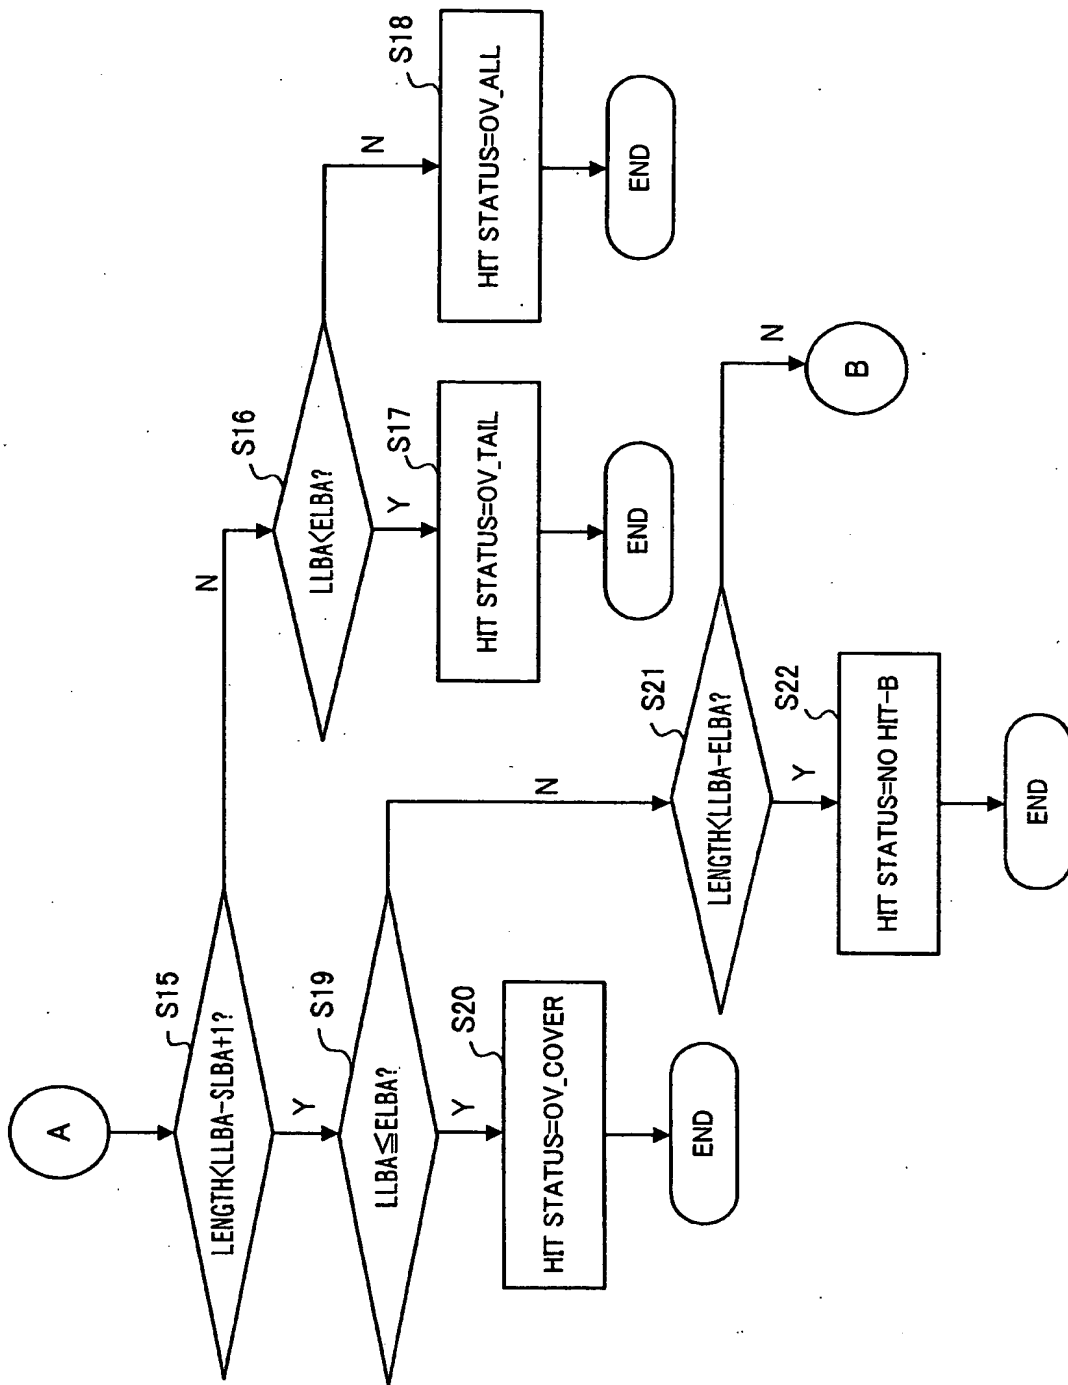 A
S15
LENGTH<LLBA-SLBA+1?
N
Y
S16
LLBA<ELBA?
N
Y
S17
HIT STATUS=OV_TAIL
END
S18
HIT STATUS=OV_ALL
END
S19
LLBA≦ELBA?
N
Y
S20
HIT STATUS=OV_COVER
END
S21
LENGTH<LLBA-ELBA?
N
B
Y
S22
HIT STATUS=NO HIT-B
END